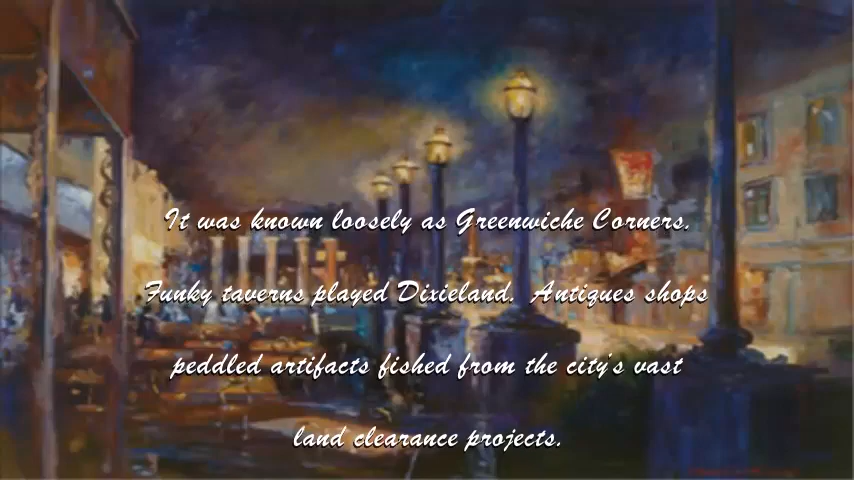 It was known loosely as Greenwiche Corners.
Funky taverns played Dixieland. Antiques shops
peddled artifacts fished from the city's vast
land clearance projects.